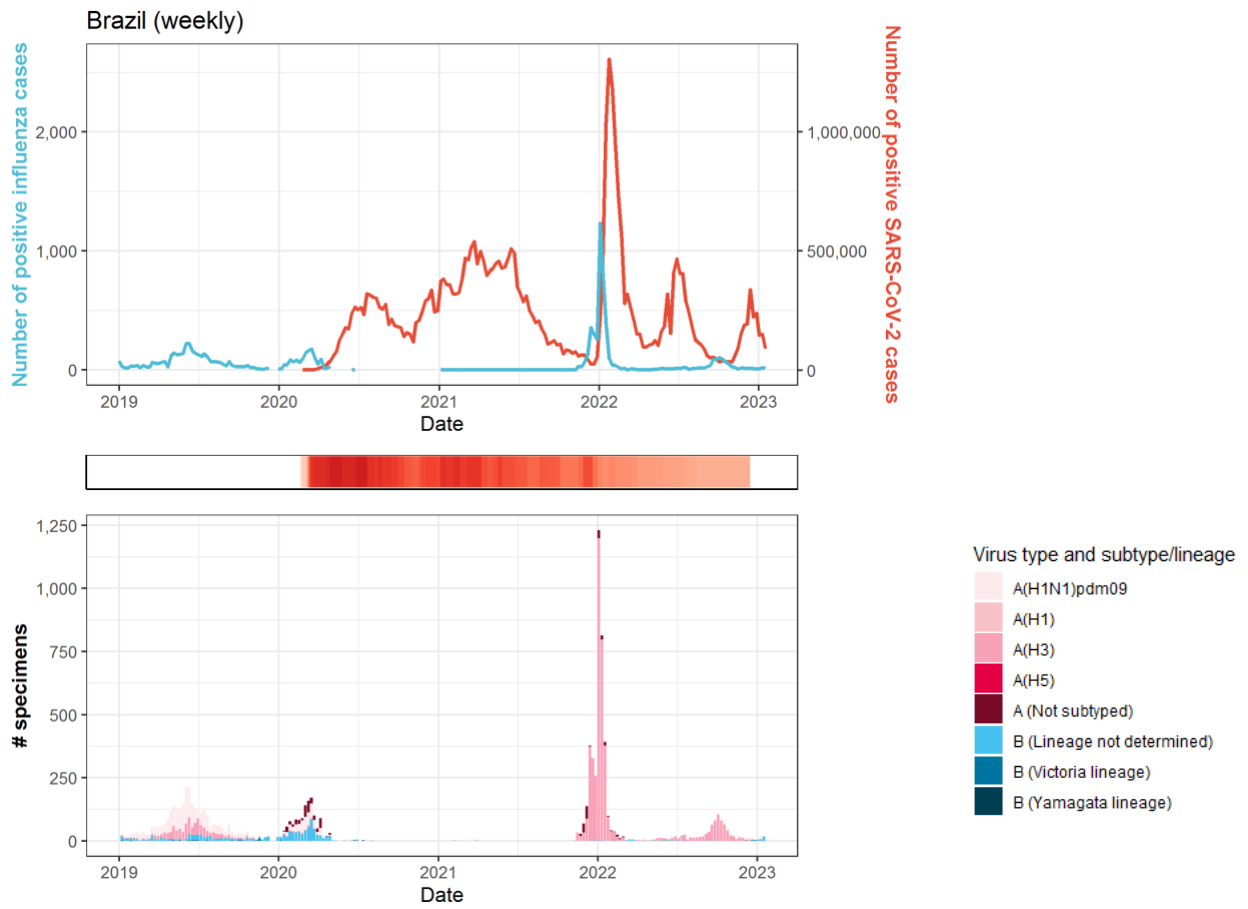 Brazil (weekly)
Number of positive influenza cases
2,000
1,000
0
1,000,000
500,000
0
Number of positive SARS-CoV-2 cases
2019
2020
2021
2022
2023
Date
1,250
1,000
750
500
250
0
# specimens
2019
2020
2021
2022
2023
Date
Virus type and subtype/lineage
A(H1N1)pdm09
A(H1)
A(H3)
A(H5)
A (Not subtyped)
B (Lineage not determined)
B (Victoria lineage)
B (Yamagata lineage)